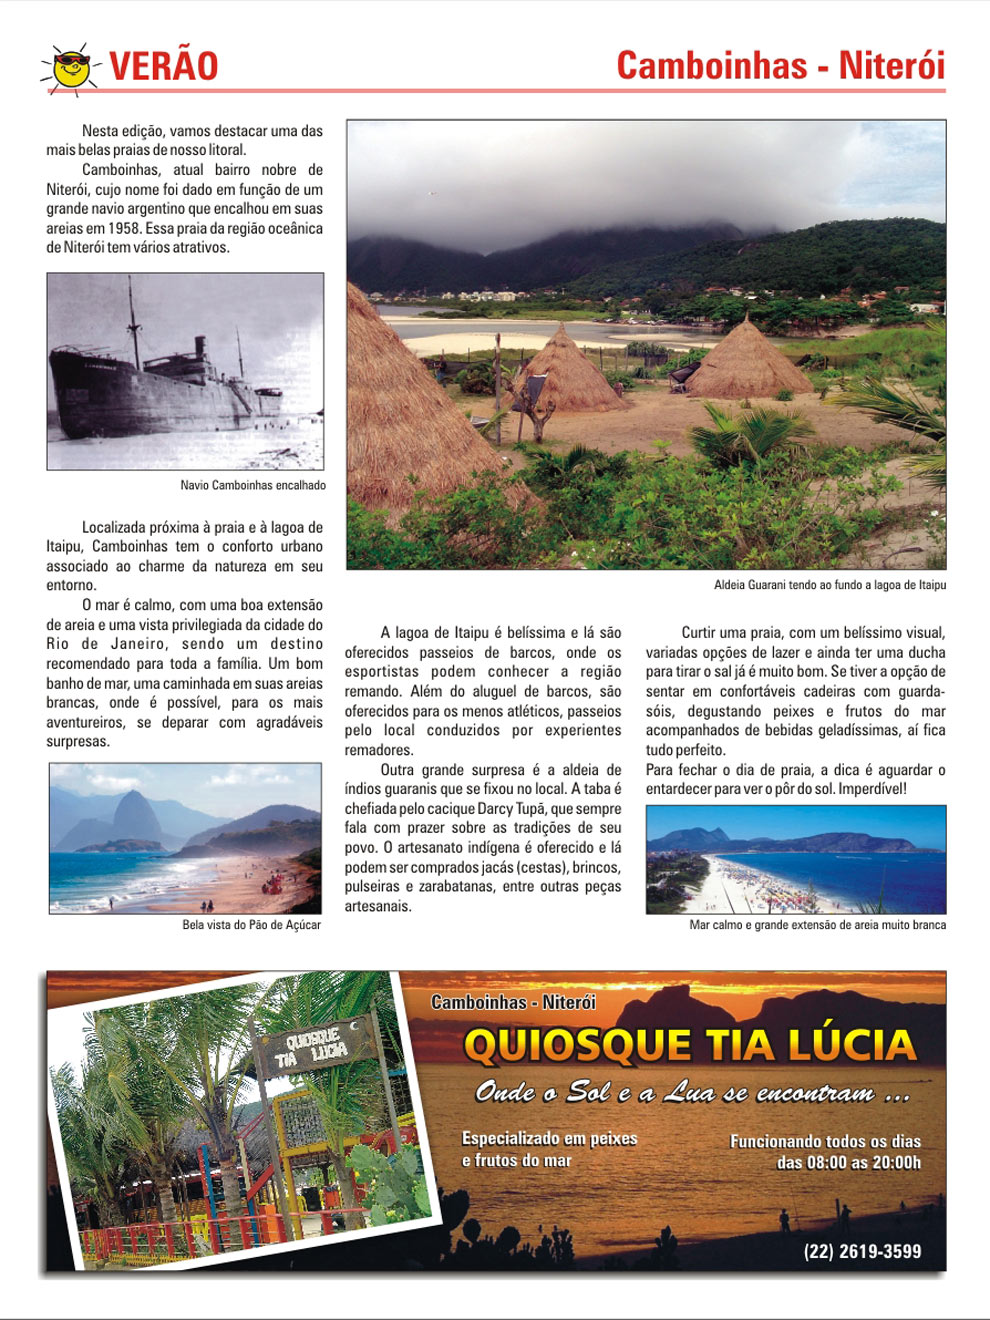 VERÃO
Camboinhas - Niterói
Nesta edição, vamos destacar uma das
mais belas praias de nosso litoral.
Camboinhas, atual bairro nobre de
Niterói, cujo nome foi dado em função de um
grande navio argentino que encalhou em suas
areias em 1958. Essa praia da região oceânica
de Niterói tem vários atrativos.
Navio Camboinhas encalhado
Localizada próxima à praia e à lagoa de
Itaipu, Camboinhas tem o conforto urbano
associado ao charme da natureza em seu
entorno.
O mar é calmo, com uma boa extensão
de areia e uma vista privilegiada da cidade do
Rio de Janeiro, sendo um destino
recomendado para toda a família. Um bom
banho de mar, uma caminhada em suas areias
brancas, onde é possível, para os mais
aventureiros, se deparar com agradáveis
surpresas.
Bela vista do Pão de Açúcar
Aldeia Guarani tendo ao fundo a lagoa de Itaipu
A lagoa de Itaipu é belíssima e lá são
oferecidos passeios de barcos, onde os
esportistas podem conhecer a região
remando. Além do aluguel de barcos, são
oferecidos para os menos atléticos, passeios
pelo local conduzidos por experientes
remadores.
Outra grande surpresa é a aldeia de
índios guaranis que se fixou no local. A taba é
chefiada pelo cacique Darcy Tupã, que sempre
fala com prazer sobre as tradições de seu
povo. O artesanato indígena é oferecido e lá
podem ser comprados jacás (cestas), brincos,
pulseiras e zarabatanas, entre outras peças
artesanais.
Curtir uma praia, com um belíssimo visual,
variadas opções de lazer e ainda ter uma ducha
para tirar o sal já é muito bom. Se tiver a opção de
sentar em confortáveis cadeiras com guarda-
sóis, degustando peixes e frutos do mar
acompanhados de bebidas geladíssimas, aí fica
tudo perfeito.
Para fechar o dia de praia, a dica é aguardar o
entardecer para ver o pôr do sol. Imperdível!
Mar calmo e grande extensão de areia muito branca
QUIOSQUE
TIA LÚCIA
Camboinhas - Niterói
QUIOSQUE TIA LÚCIA
Onde o Sol e a Lua se encontram ...
Especializado em peixes
e frutos do mar
Funcionando todos os dias
das 08:00 as 20:00h
(22) 2619-3599